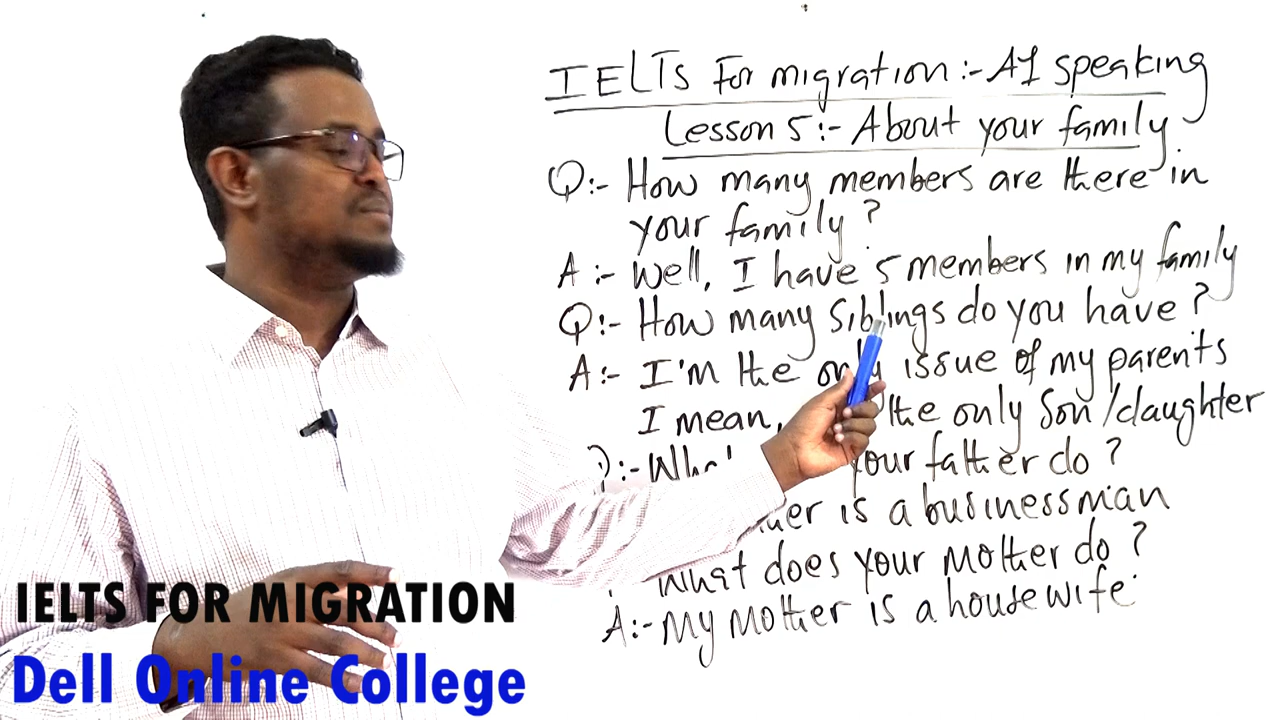 IELTs For migration:- A1 speaking
Lesson 5:- About your family
Q:- How many members are there in
your family?
A:- Well, I have 5 members in my family
Q:- How many siblings do you have?
A:- I'm the only issue of my parents
I mean, the only son/daughter
your father do?
is a businessman
What does your mother do?
A:- My mother is a housewife
IELTS FOR MIGRATION
Dell Online College